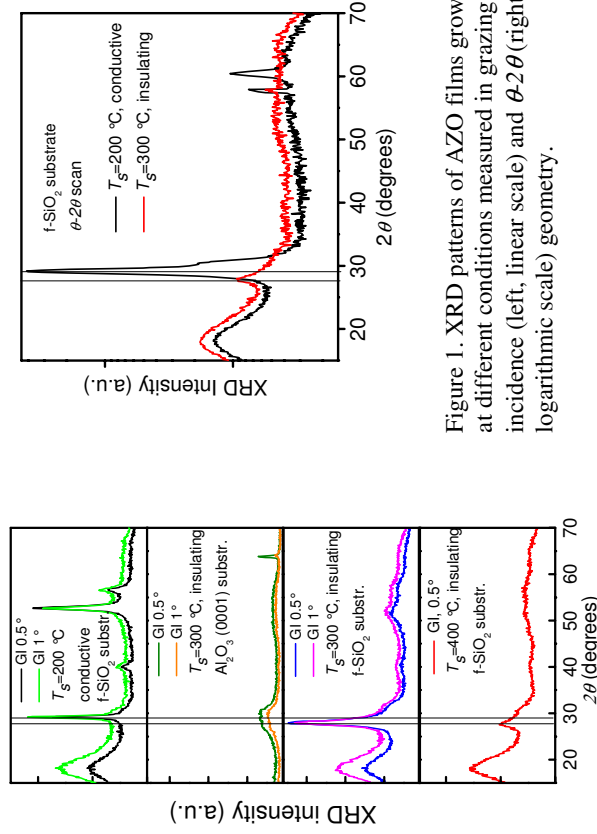 XRD intensity (a.u.)
GI 0.5°
GI 1°
Ts=200 °C
conductive
f-SiO2 substr.
GI 0.5°
GI 1°
Ts=300 °C, insulating
Al2O3 (0001) substr.
GI 0.5°
GI 1°
Ts=300 °C, insulating
f-SiO2 substr.
GI, 0.5°
Ts=400 °C, insulating
f-SiO2 substr.
20 30 40 50 60 70
2θ (degrees)
XRD Intensity (a.u.)
f-SiO2 substrate
θ-2θ scan
Ts=200 °C, conductive
Ts=300 °C, insulating
20 30 40 50 60 70
2θ (degrees)
Figure 1. XRD patterns of AZO films grow
at different conditions measured in grazing
incidence (left, linear scale) and θ-2θ (right
logarithmic scale) geometry.